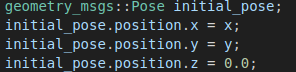 geometry_msgs::Pose initial_pose;
initial_pose.position.x = x;
initial_pose.position.y = y;
initial_pose.position.z = 0.0;